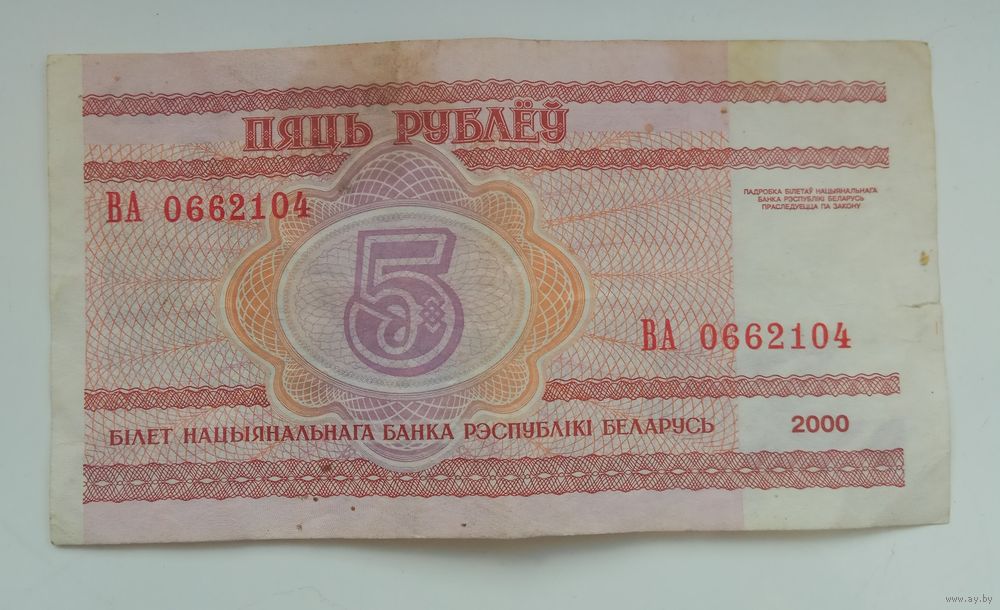 ПЯЦЬ РУБЛЁЎ
ВА 0662104
ПАДРОБКА БІЛЕТАЎ НАЦЫЯНАЛЬНАГА
БАНКА РЭСПУБЛІКІ БЕЛАРУСЬ
ПРАСЛЕДУЕЦЦА ПА ЗАКОНУ
5
ВА 0662104
БІЛЕТ НАЦЫЯНАЛЬНАГА БАНКА РЭСПУБЛІКІ БЕЛАРУСЬ
2000
www.ay.by